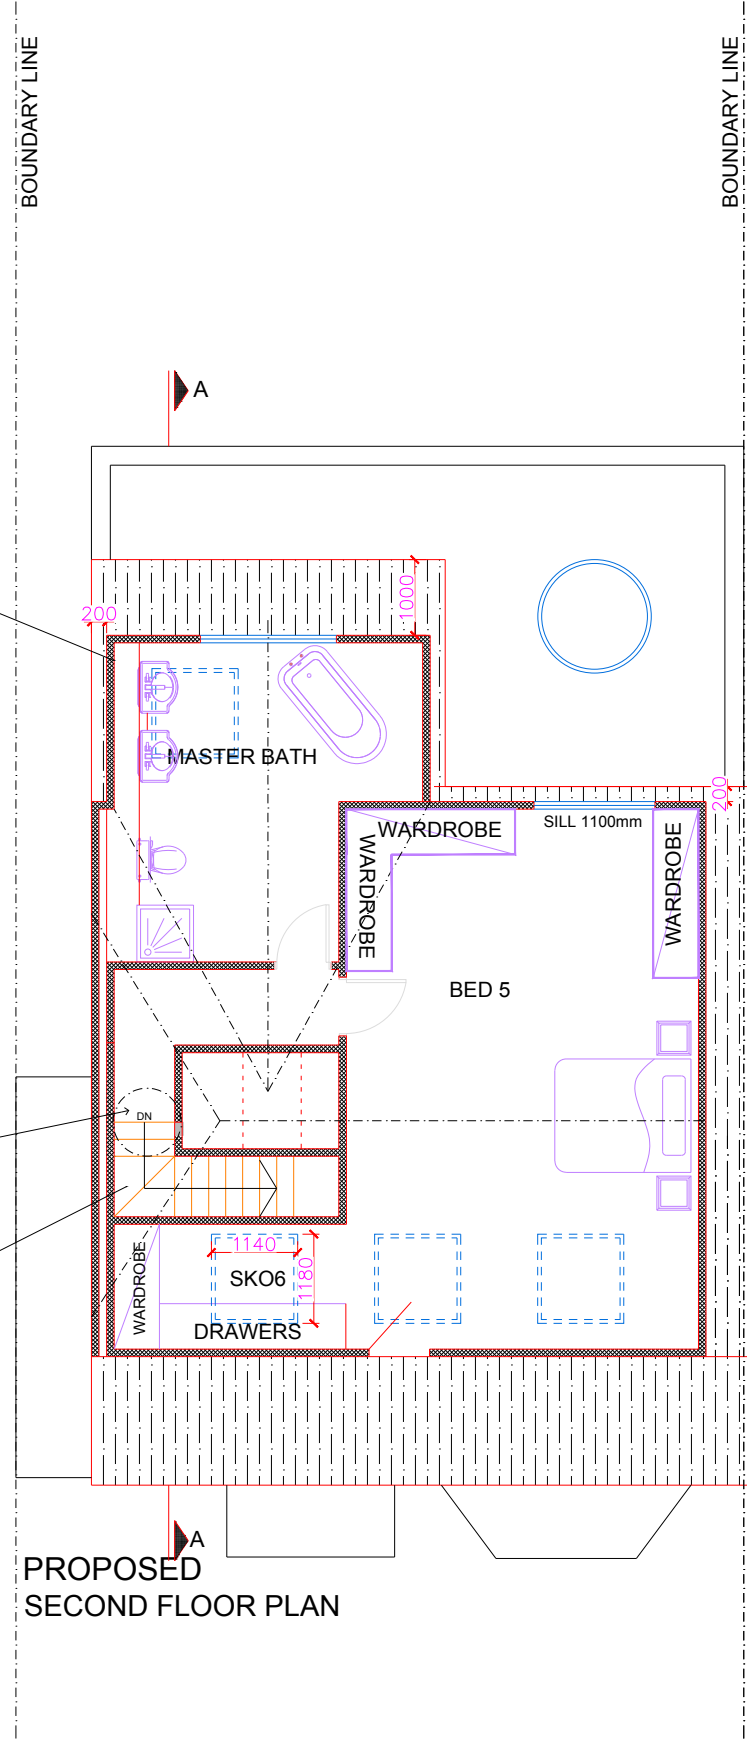 BOUNDARY LINE
BOUNDARY LINE
A
1000
200
MASTER BATH
200
WARDROBE
SILL 1100mm
WARDROBE
WARDROBE
BED 5
DN
WARDROBE
1140
SKO6
1180
DRAWERS
A
PROPOSED
SECOND FLOOR PLAN